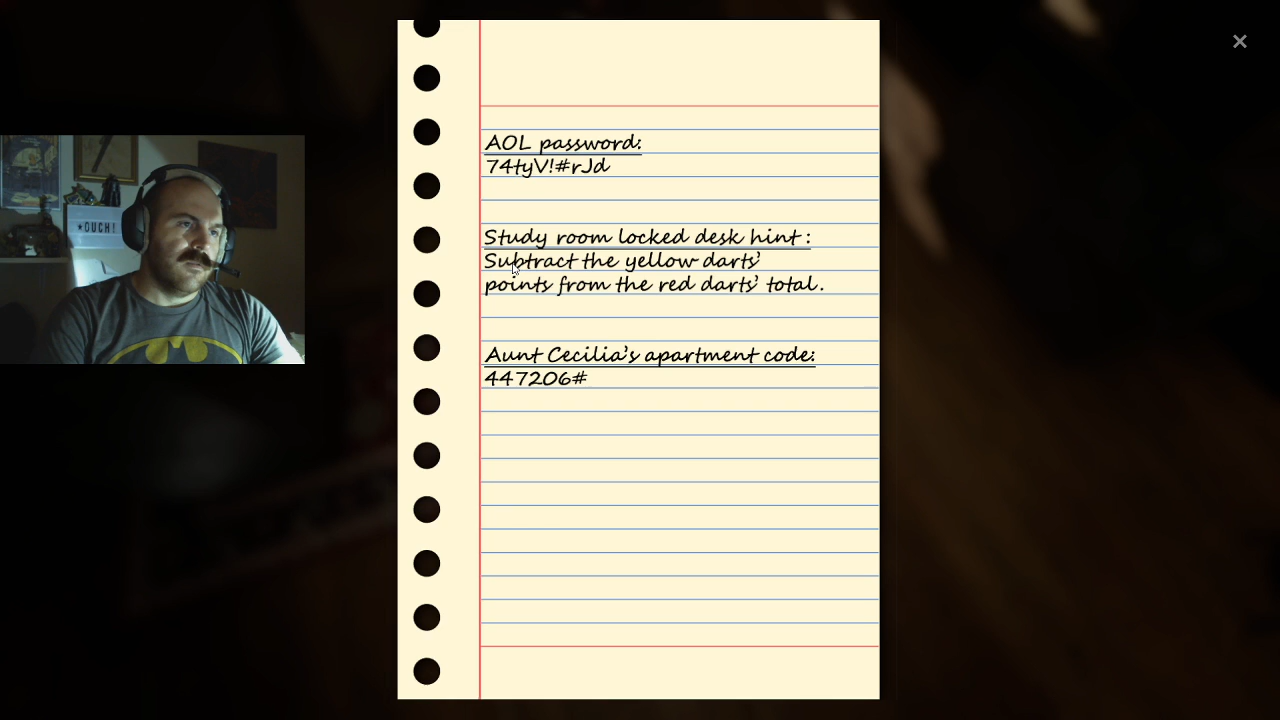 AOL password:
74tyV!#rJd
Study room locked desk hint :
Subtract the yellow darts'
points from the red darts' total.
Aunt Cecilia's apartment code:
447206#
*OUCH!